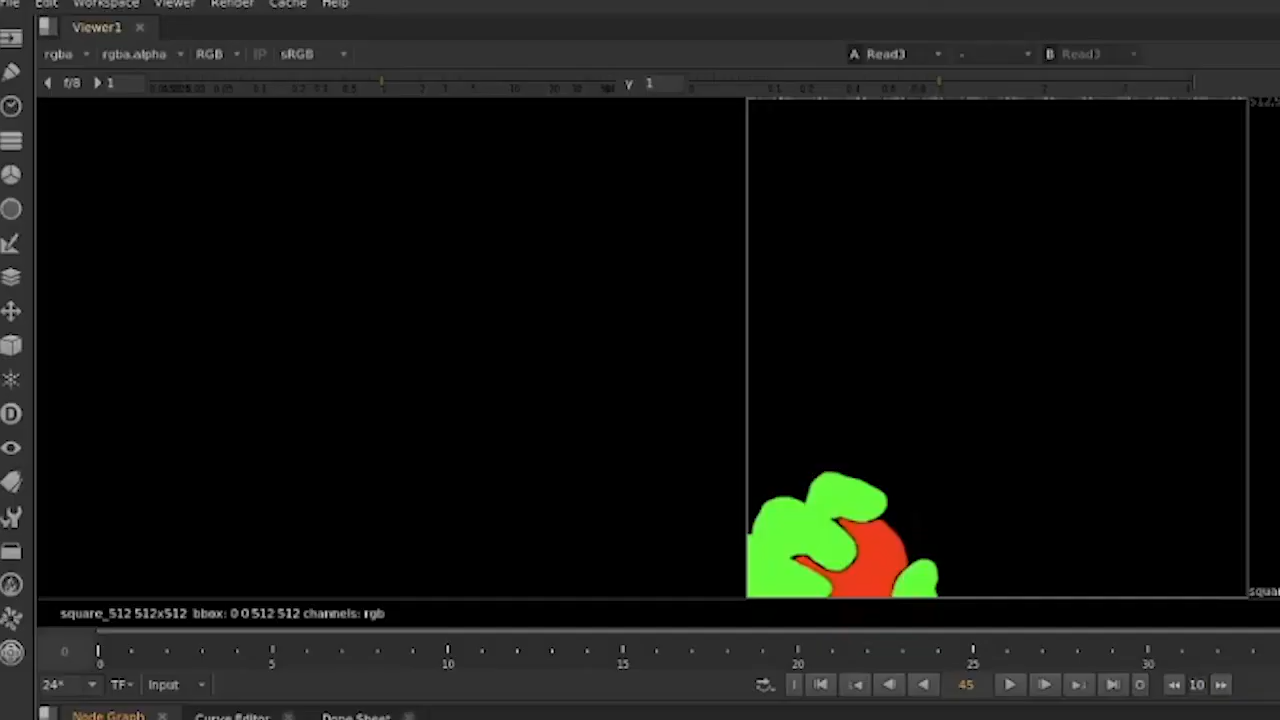 File Edit Workspace Viewer Render Cache Help
Viewer1
rgba rgba.alpha RGB IP sRGB A Read3 - B Read3
f/8 1 Y 1
square_512 512x512 bbox: 0 0 512 512 channels: rgb
0 0 5 10 15 20 25 30
24* TF Input 45 10
Node Graph Curve Editor Dope Sheet